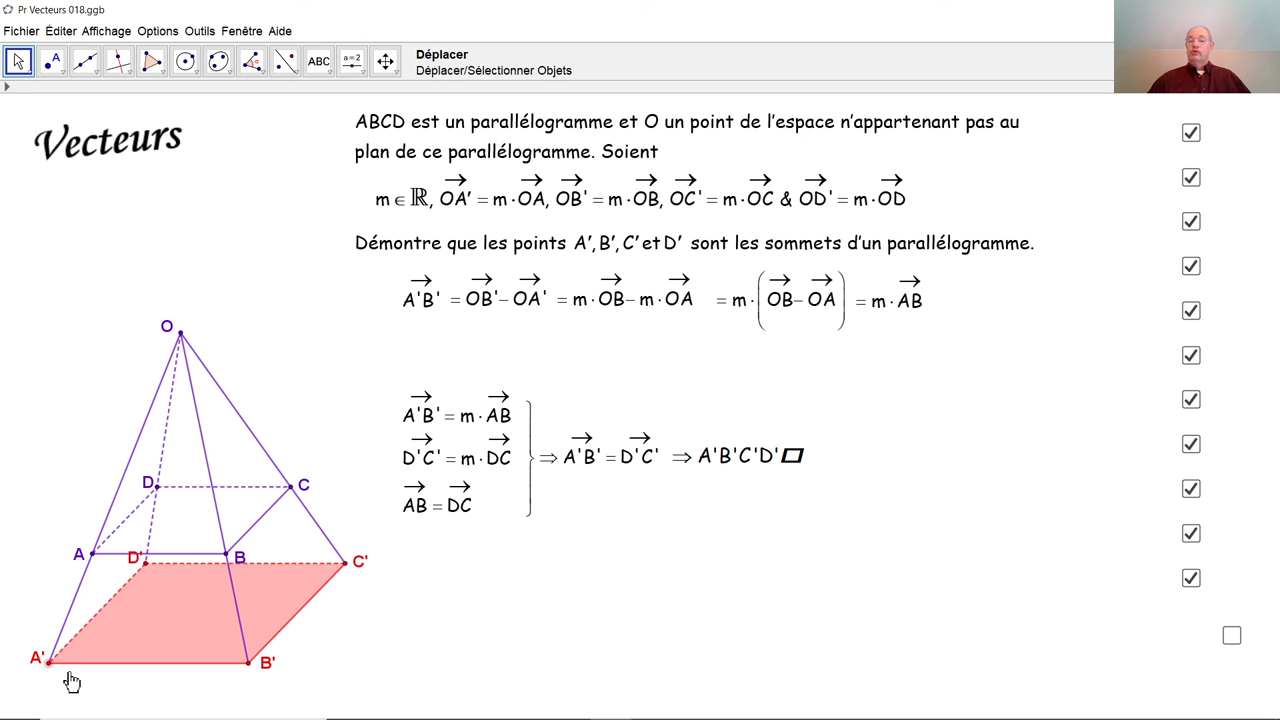 Pr Vecteurs 018.ggb
Fichier Éditer Affichage Options Outils Fenêtre Aide
A ABC a=2
Déplacer
Déplacer/Sélectionner Objets
Vecteurs
ABCD est un parallélogramme et O un point de l'espace n'appartenant pas au
plan de ce parallélogramme. Soient
m ∈ ℝ, OA' = m · OA, OB' = m · OB, OC' = m · OC & OD' = m · OD
Démontre que les points A', B', C' et D' sont les sommets d'un parallélogramme.
A'B' = OB' – OA' = m · OB – m · OA = m · (OB – OA) = m · AB
A'B' = m · AB
D'C' = m · DC ⇒ A'B' = D'C' ⇒ A'B'C'D'
AB = DC
O
D C
A D' B C'
A' B'